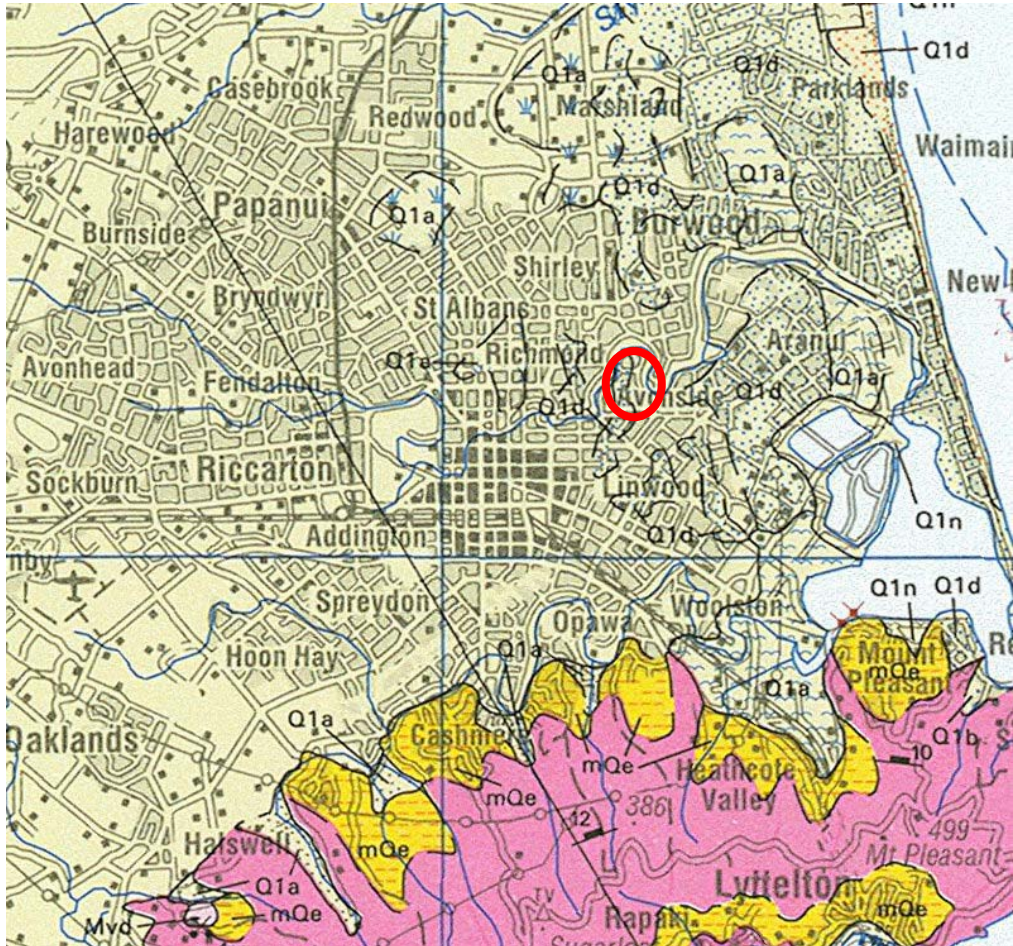 Q1d
Q1d
Q1a
Casebrook
Parklands
Redwood
Marshland
Harewood
Q1d
Q1a
Papanui
Q1a
Burwood
Burnside
Shirley
Bryndwyr
St Albans
Avonhead
Q1a
Richmond
Aranui
Fendalton
Q1d
Avonside
Q1d
Q1a
Riccarton
Sockburn
Linwood
Addington
Q1d
Q1n
Spreydon
Woolston
Q1n
Q1d
Opawa
Hoon Hay
Q1a
Mount
Pleasant
mQe
Q1a
Q1a
Oaklands
Cashmere
mQe
Heathcote
Valley
Q1b
10
mQe
386
12
mQe
499
Mt Pleasant
Halswell
Q1a
Lyttelton
mQe
mQe
Mvd
TV
Rapaki